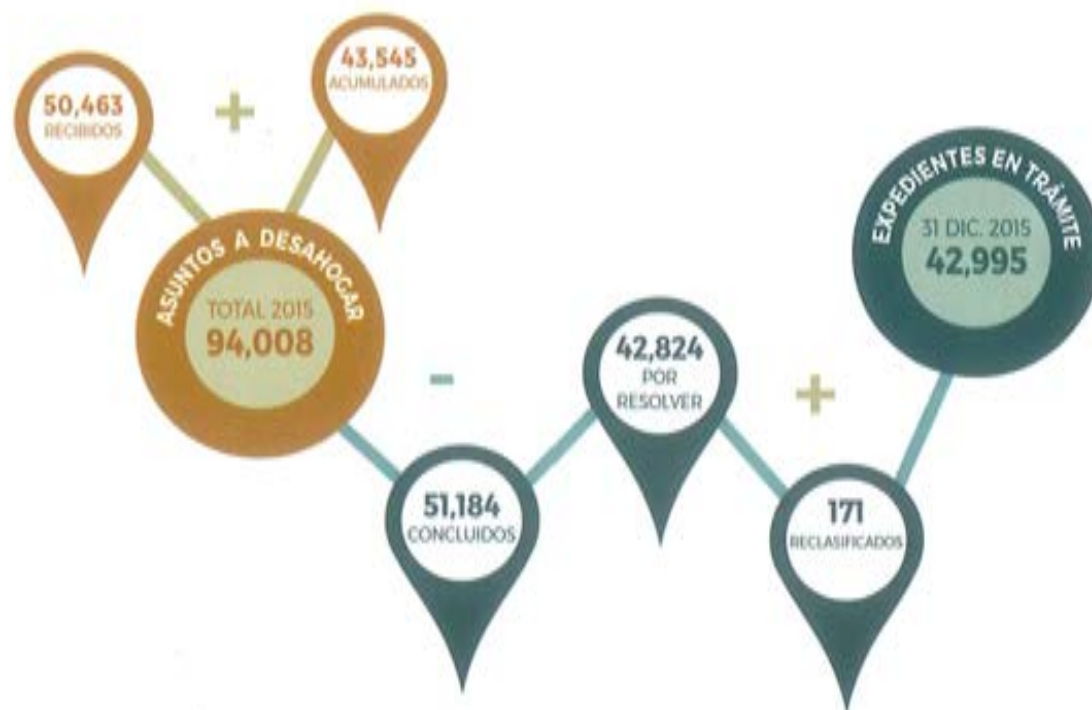 50,463
RECIBIDOS
+
43,545
ACUMULADOS
ASUNTOS A DESAHOGAR
TOTAL 2015
94,008
-
51,184
CONCLUIDOS
42,824
POR
RESOLVER
+
171
RECLASIFICADOS
EXPEDIENTES EN TRÁMITE
31 DIC. 2015
42,995